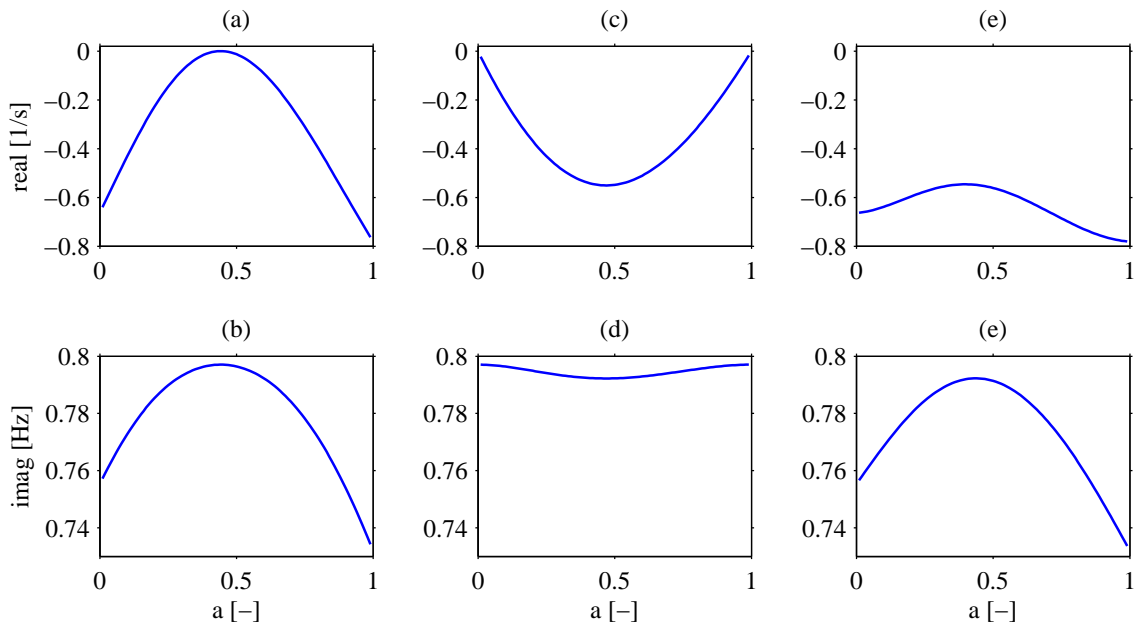 (a) (c) (e)
0 0 0
−0.2 −0.2 −0.2
−0.4 −0.4 −0.4
−0.6 −0.6 −0.6
−0.8 −0.8 −0.8
real [1/s]
0 0.5 1 0 0.5 1 0 0.5 1
(b) (d) (e)
0.8 0.8 0.8
0.78 0.78 0.78
0.76 0.76 0.76
0.74 0.74 0.74
imag [Hz]
0 0.5 1 0 0.5 1 0 0.5 1
a [−] a [−] a [−]